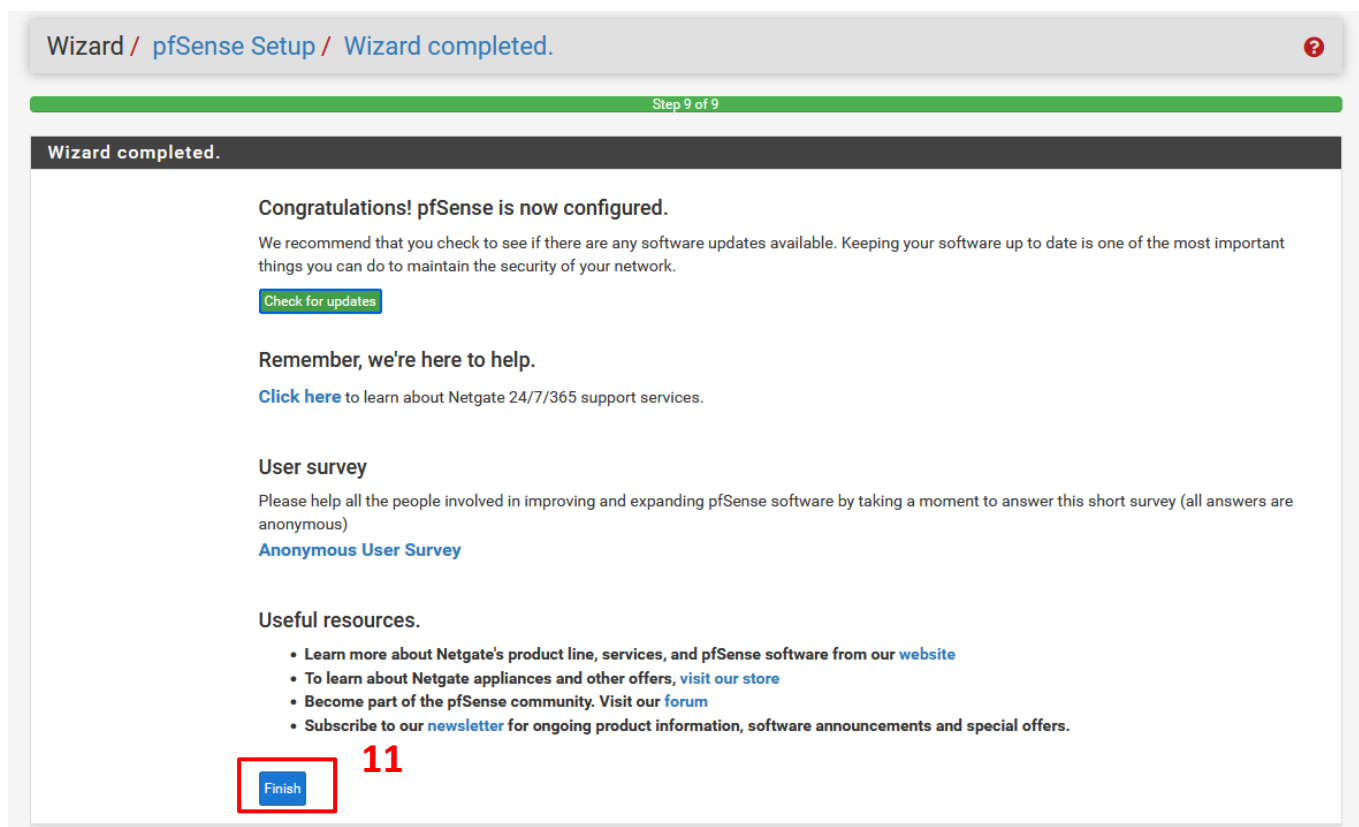 Wizard / pfSense Setup / Wizard completed.
Step 9 of 9
Wizard completed.
Congratulations! pfSense is now configured.
We recommend that you check to see if there are any software updates available. Keeping your software up to date is one of the most important
things you can do to maintain the security of your network.
Check for updates
Remember, we're here to help.
Click here to learn about Netgate 24/7/365 support services.
User survey
Please help all the people involved in improving and expanding pfSense software by taking a moment to answer this short survey (all answers are
anonymous)
Anonymous User Survey
Useful resources.
• Learn more about Netgate's product line, services, and pfSense software from our website
• To learn about Netgate appliances and other offers, visit our store
• Become part of the pfSense community. Visit our forum
• Subscribe to our newsletter for ongoing product information, software announcements and special offers.
11
Finish